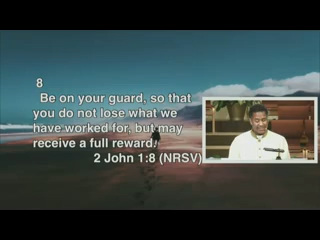 8
Be on your guard, so that
you do not lose what we
have worked for, but may
receive a full reward.
2 John 1:8 (NRSV)